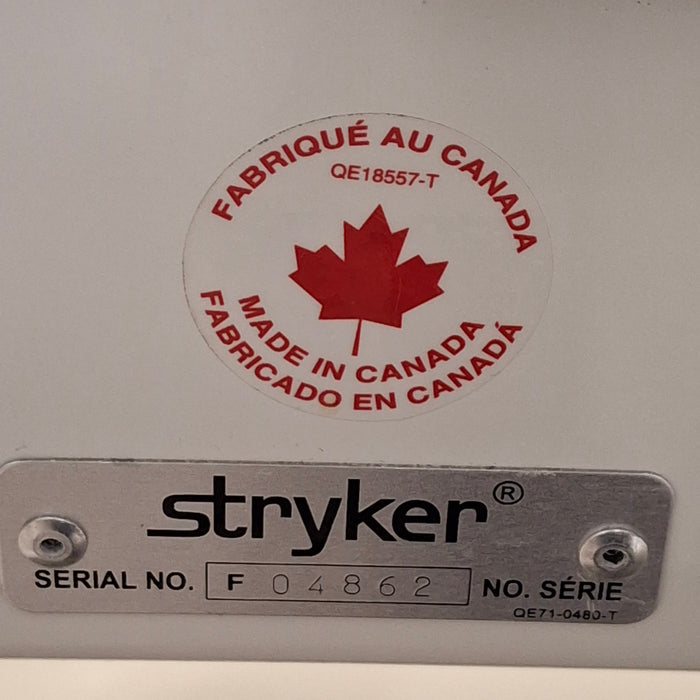 FABRIQUÉ AU CANADA
QE18557-T
MADE IN CANADA
FABRICADO EN CANADÁ
stryker®
SERIAL NO. F 04862 NO. SÉRIE
QE71-0480-T